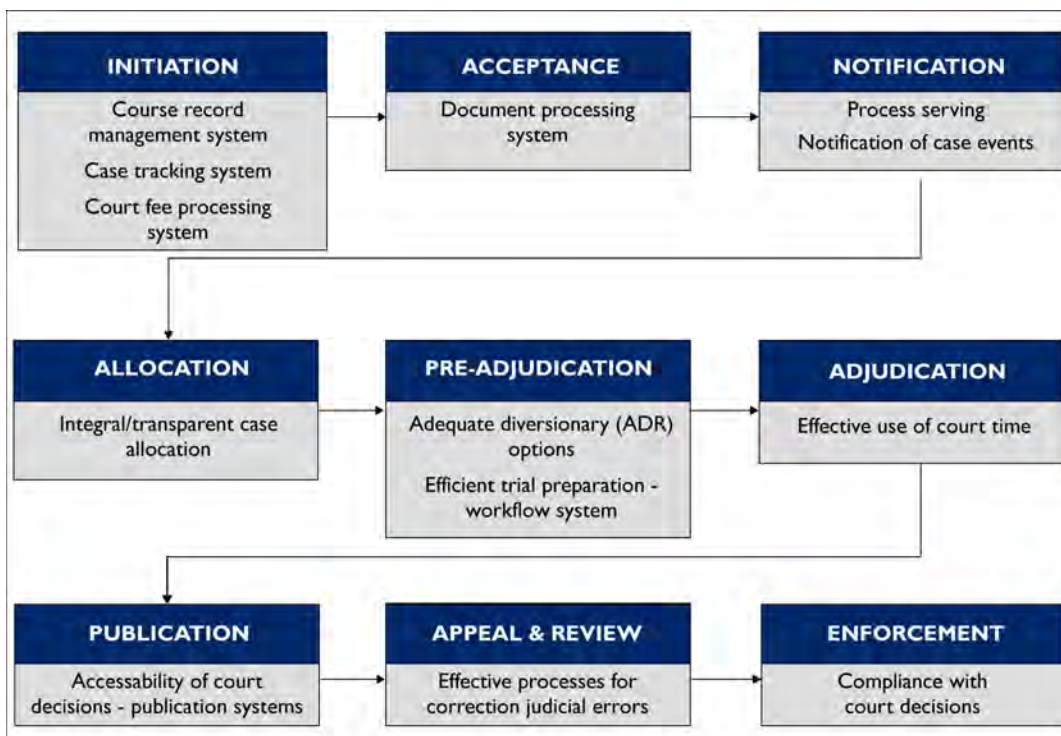 INITIATION
Course record
management system
Case tracking system
Court fee processing
system
ACCEPTANCE
Document processing
system
NOTIFICATION
Process serving
Notification of case events
ALLOCATION
Integral/transparent case
allocation
PRE-ADJUDICATION
Adequate diversionary (ADR)
options
Efficient trial preparation -
workflow system
ADJUDICATION
Effective use of court time
PUBLICATION
Accessability of court
decisions - publication systems
APPEAL & REVIEW
Effective processes for
correction judicial errors
ENFORCEMENT
Compliance with
court decisions